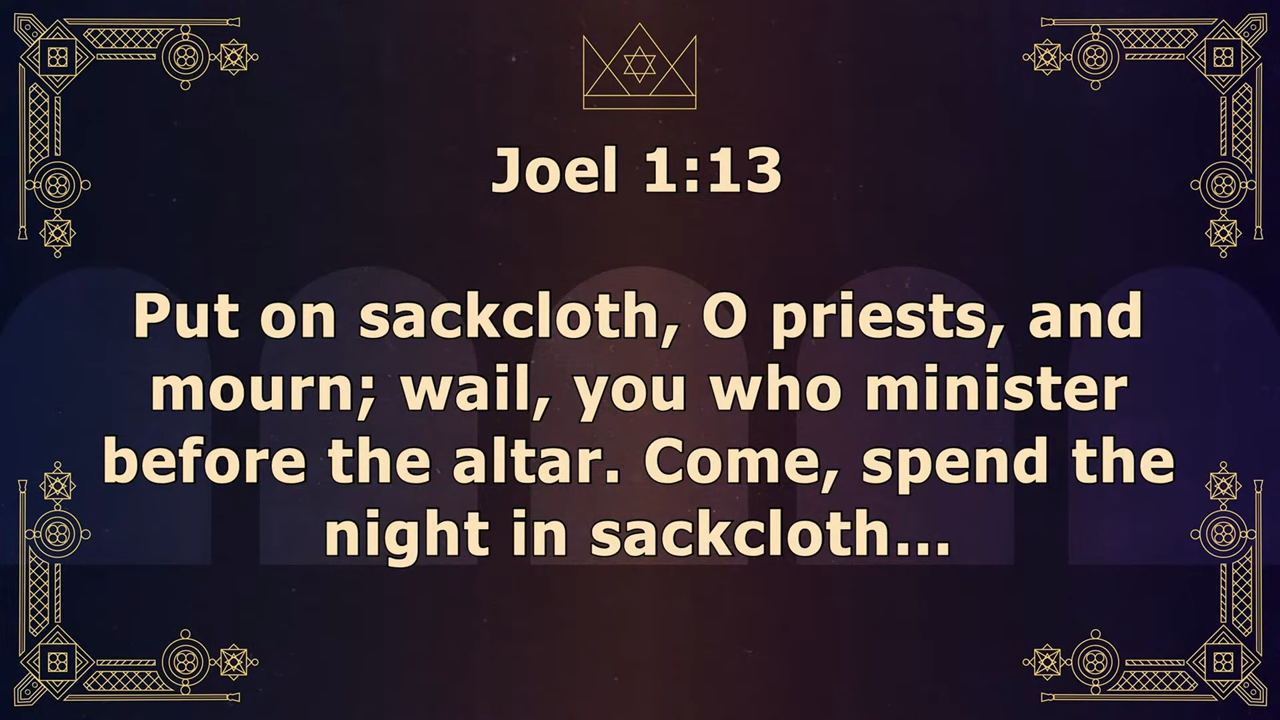 Joel 1:13
Put on sackcloth, O priests, and
mourn; wail, you who minister
before the altar. Come, spend the
night in sackcloth...